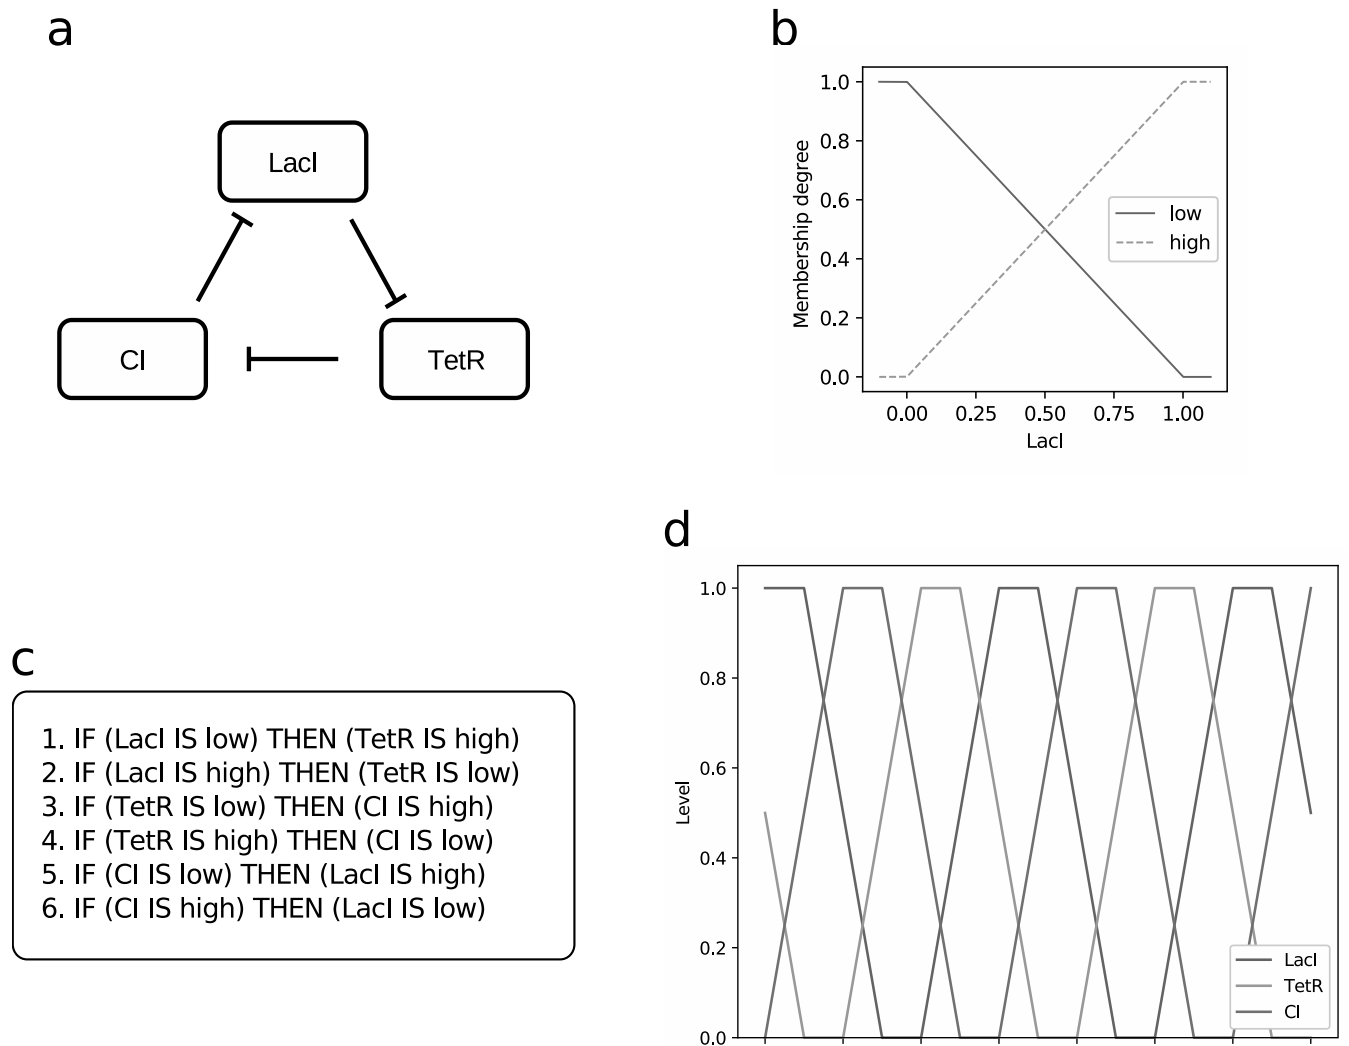 a
LacI
CI
TetR
b
Membership degree
1.0
0.8
0.6
0.4
0.2
0.0
low
high
0.00 0.25 0.50 0.75 1.00
LacI
c
1. IF (LacI IS low) THEN (TetR IS high)
2. IF (LacI IS high) THEN (TetR IS low)
3. IF (TetR IS low) THEN (CI IS high)
4. IF (TetR IS high) THEN (CI IS low)
5. IF (CI IS low) THEN (LacI IS high)
6. IF (CI IS high) THEN (LacI IS low)
d
Level
1.0
0.8
0.6
0.4
0.2
0.0
LacI
TetR
CI